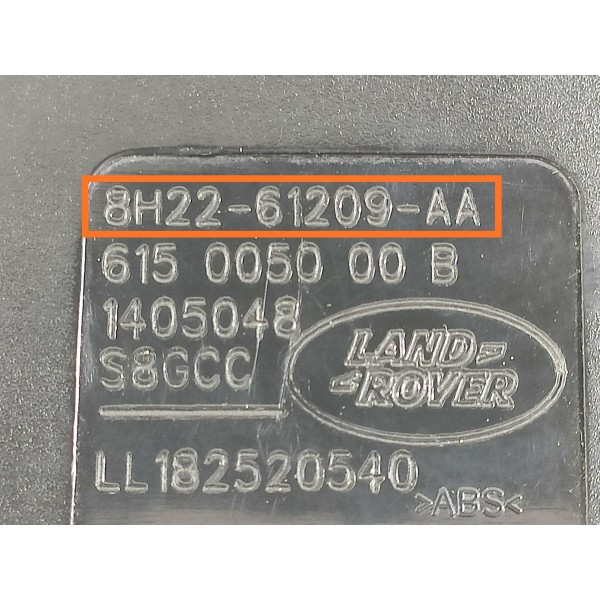 8H22-61209-AA
615 0050 00 B
1405048
S8GCC
LAND
ROVER
LL182520540
>ABS<